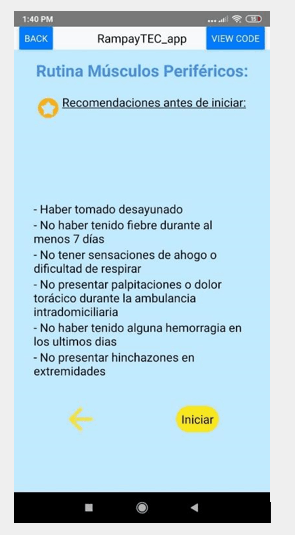 1:40 PM
BACK
RampayTEC_app
VIEW CODE
Rutina Músculos Periféricos:
Recomendaciones antes de iniciar:
- Haber tomado desayunado
- No haber tenido fiebre durante al
menos 7 días
- No tener sensaciones de ahogo o
dificultad de respirar
- No presentar palpitaciones o dolor
torácico durante la ambulancia
intradomiciliaria
- No haber tenido alguna hemorragia en
los ultimos dias
- No presentar hinchazones en
extremidades
Iniciar